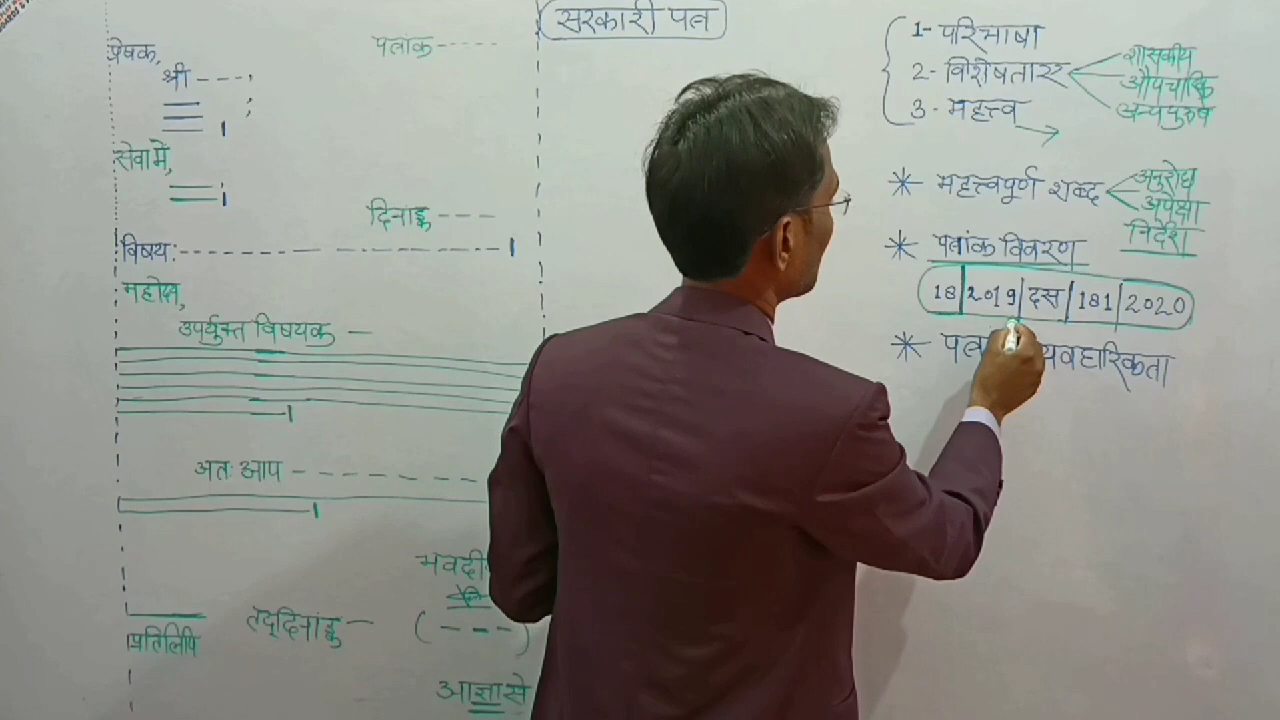 सरकारी पत्र
प्रेषक,
पत्रांक-----
श्री ----,
सेवा में,
दिनाङ्क ----
विषय:-
महोदय,
उपर्युक्त विषयक —
अतः आप -----
भवदी
(---)
प्रतिलिपि
तद्दिनांङ्क —
आज्ञा से
1- परिभाषा
2- विशेषताएँ
शासकीय
औपचारिक
अन्यपुरुष
3- महत्त्व
* महत्त्वपूर्ण शब्द
अनुरोध
अपेक्षा
निर्देश
* पत्रांक विवरण
18|2019|दस|181|2020
* पत्र यवहारिकता